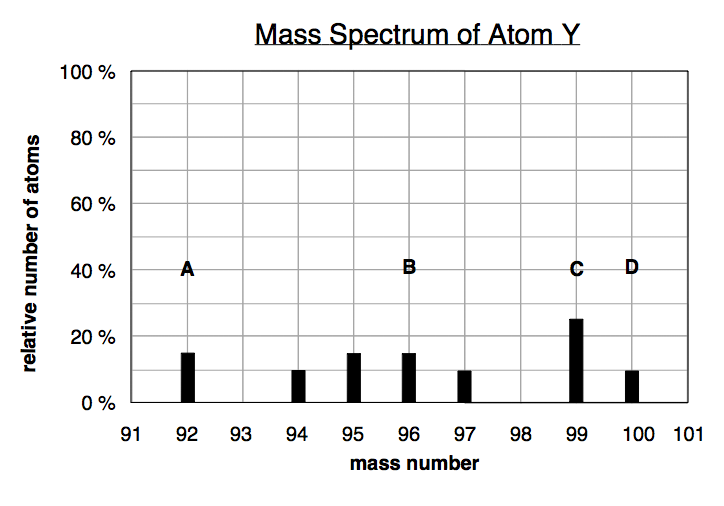 Mass Spectrum of Atom Y
100 %
80 %
60 %
40 %
20 %
0 %
relative number of atoms
A
B
C
D
91 92 93 94 95 96 97 98 99 100 101
mass number